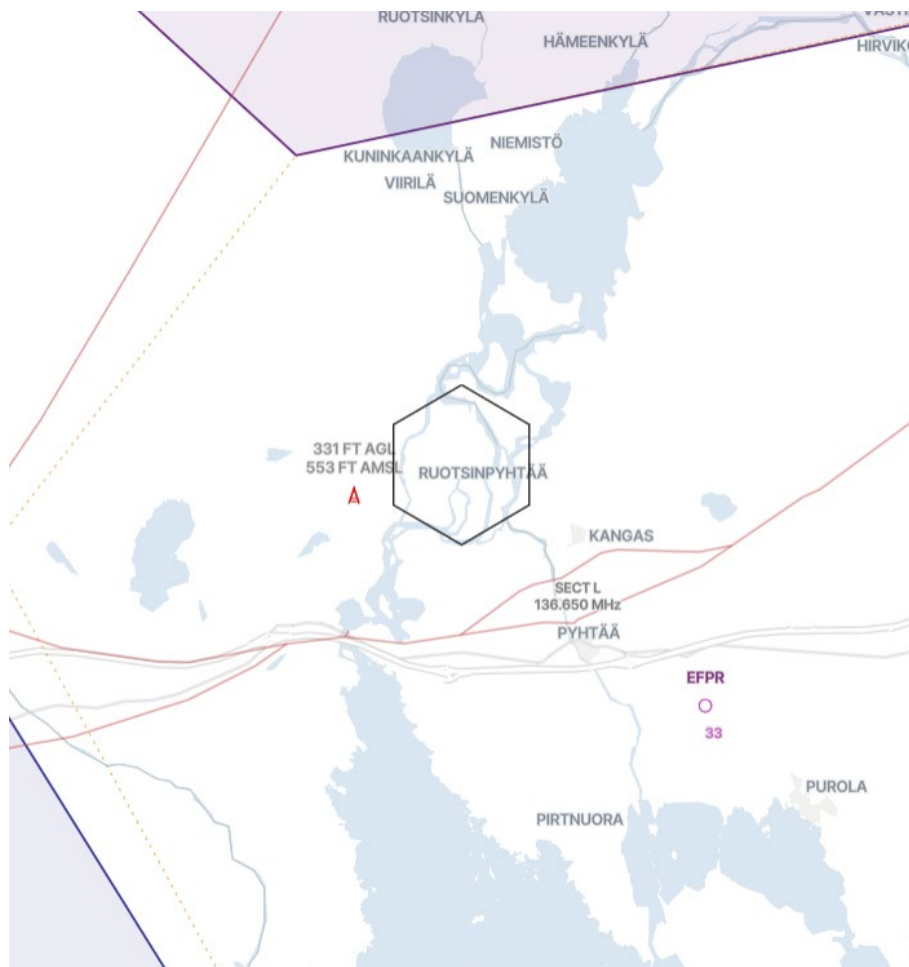 RUOTSINKYLÄ
HÄMEENKYLÄ
KUNINKAANKYLÄ
NIEMISTÖ
VIIRILÄ
SUOMENKYLÄ
331 FT AGL
553 FT AMSL
RUOTSINPYHTÄÄ
KANGAS
SECT L
136.650 MHz
PYHTÄÄ
EFPR
33
PUROLA
PIRTNUORA